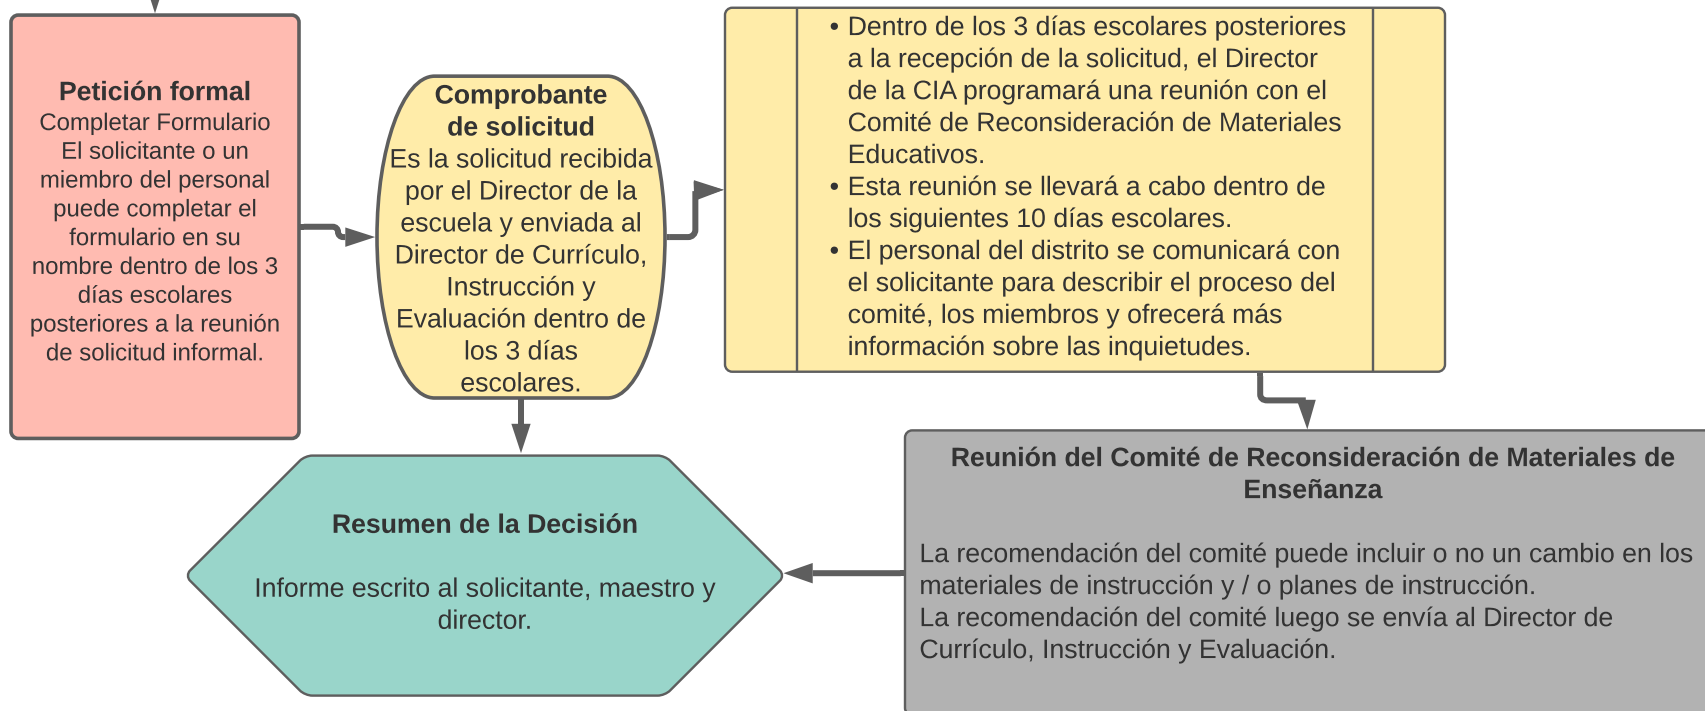 Petición formal
Completar Formulario
El solicitante o un
miembro del personal
puede completar el
formulario en su
nombre dentro de los 3
días escolares
posteriores a la reunión
de solicitud informal.
Comprobante
de solicitud
Es la solicitud recibida
por el Director de la
escuela y enviada al
Director de Currículo,
Instrucción y
Evaluación dentro de
los 3 días
escolares.
• Dentro de los 3 días escolares posteriores
a la recepción de la solicitud, el Director
de la CIA programará una reunión con el
Comité de Reconsideración de Materiales
Educativos.
• Esta reunión se llevará a cabo dentro de
los siguientes 10 días escolares.
• El personal del distrito se comunicará con
el solicitante para describir el proceso del
comité, los miembros y ofrecerá más
información sobre las inquietudes.
Reunión del Comité de Reconsideración de Materiales de
Enseñanza
La recomendación del comité puede incluir o no un cambio en los
materiales de instrucción y / o planes de instrucción.
La recomendación del comité luego se envía al Director de
Currículo, Instrucción y Evaluación.
Resumen de la Decisión
Informe escrito al solicitante, maestro y
director.